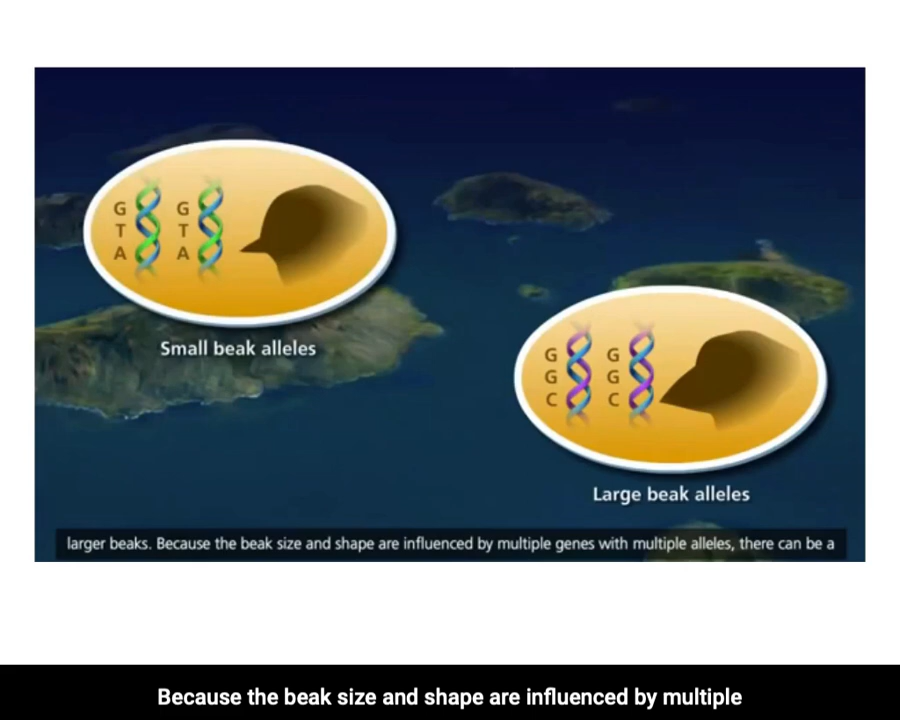 G G
T T
A A
Small beak alleles
G G
G G
C C
Large beak alleles
larger beaks. Because the beak size and shape are influenced by multiple genes with multiple alleles, there can be a
Because the beak size and shape are influenced by multiple